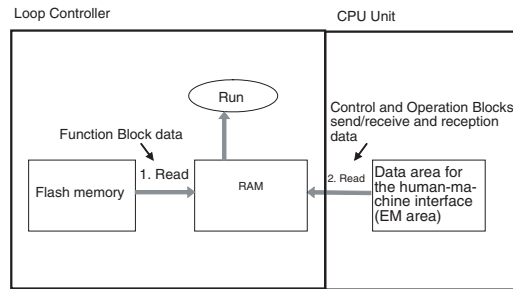 Loop Controller
CPU Unit
Run
Control and Operation Blocks
send/receive and reception
data
Function Block data
1. Read
Flash memory
RAM
2. Read
Data area for
the human-ma-
chine interface
(EM area)